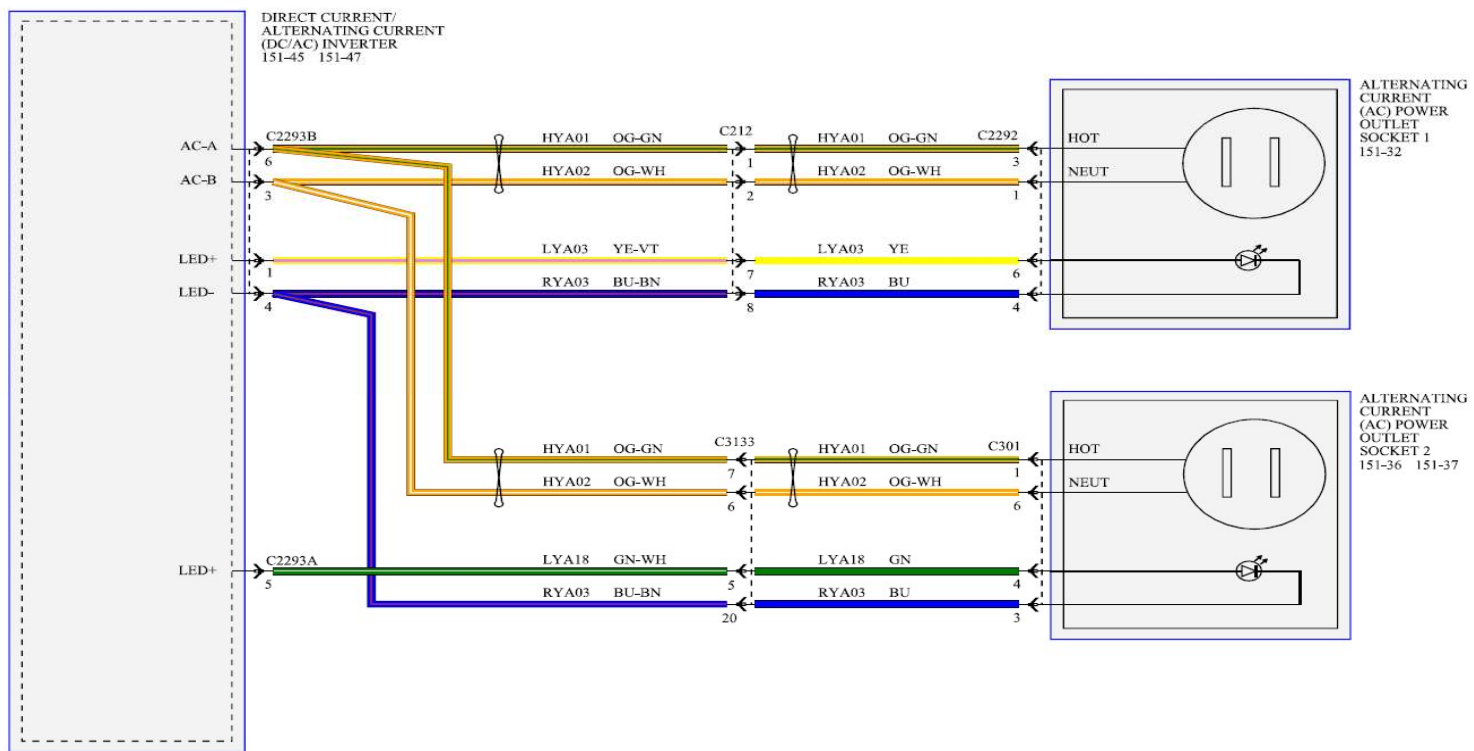 DIRECT CURRENT/
ALTERNATING CURRENT
(DC/AC) INVERTER
151-45 151-47
ALTERNATING
CURRENT
(AC) POWER
OUTLET
SOCKET 1
151-32
AC-A C2293B HYA01 OG-GN C212 HYA01 OG-GN C2292 HOT
6 1 3
AC-B HYA02 OG-WH HYA02 OG-WH NEUT
3 2 1
LED+ LYA03 YE-VT LYA03 YE
1 7 6
LED- RYA03 BU-BN RYA03 BU
4 8 4
ALTERNATING
CURRENT
(AC) POWER
OUTLET
SOCKET 2
151-36 151-37
HYA01 OG-GN C3133 HYA01 OG-GN C301 HOT
7 1
HYA02 OG-WH HYA02 OG-WH NEUT
6 6
LED+ C2293A LYA18 GN-WH LYA18 GN
5 5 4
RYA03 BU-BN RYA03 BU
20 3